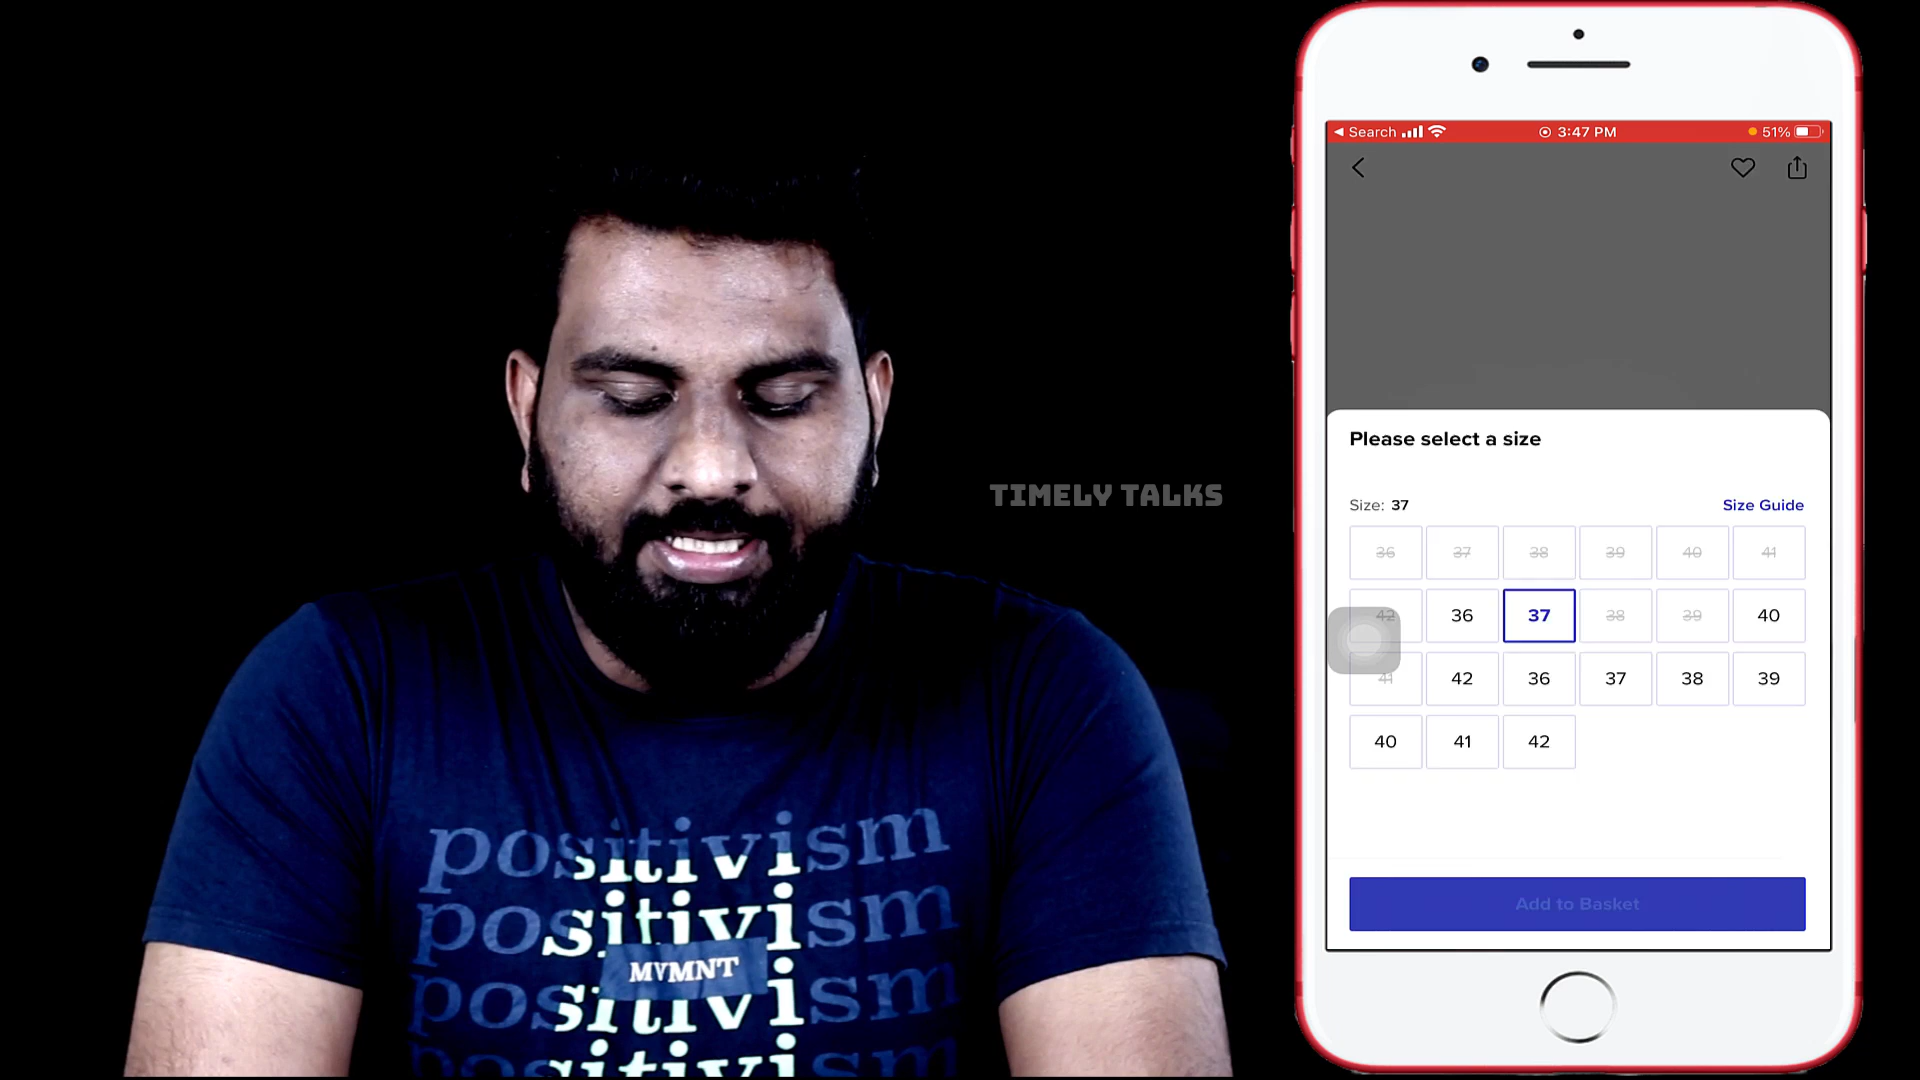 Search 3:47 PM 51%
Please select a size
Size: 37 Size Guide
36 37 38 39 40 41
42 36 37 38 39 40
41 42 36 37 38 39
40 41 42
Add to Basket
TIMELY TALKS
positivism
positivism
MVMNT
positivism
positivism